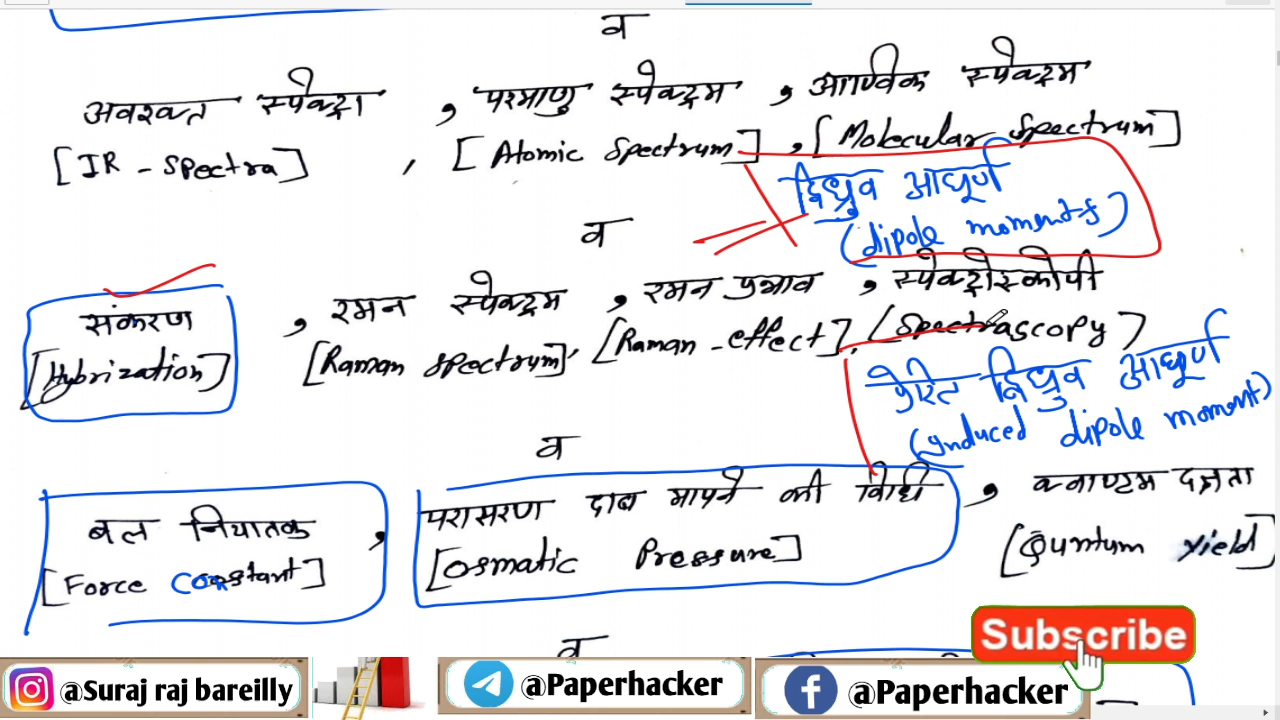 व
अवरक्त स्पेक्ट्रा , परमाणु स्पेक्ट्रम , आण्विक स्पेक्ट्रम
[IR - Spectra] , [Atomic Spectrum] , [Molecular Spectrum]
द्विध्रुव आघूर्ण
(dipole moments)
व
संकरण , रमन स्पेक्ट्रम , रमन प्रभाव , स्पेक्ट्रोस्कोपी
[Hybrization] [Raman Spectrum], [Raman-effect], [Spectrascopy]
प्रेरित द्विध्रुव आघूर्ण
(induced dipole moment)
व
बल नियातक , परासरण दाब मापने की विधि , क्वाण्टम दक्षता
[Force Constant] [Osmatic Pressure] [Quntum yield]
व
Subscribe
@Suraj raj bareilly @Paperhacker @Paperhacker